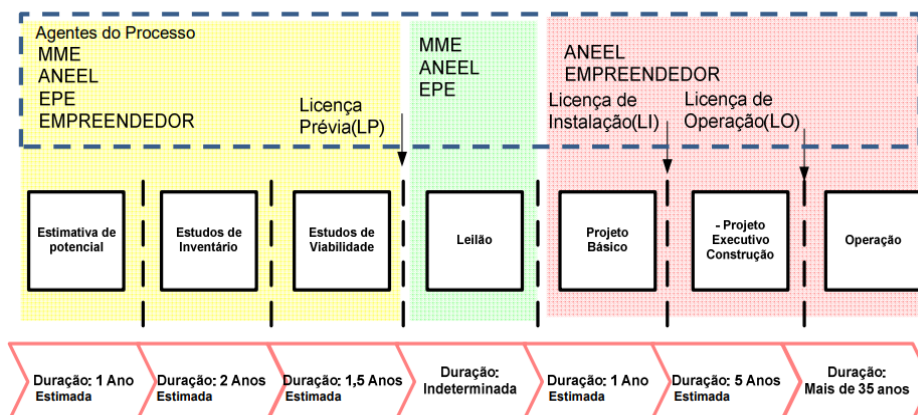 Agentes do Processo
MME
ANEEL
EPE
EMPREENDEDOR
Licença
Prévia(LP)
MME
ANEEL
EPE
ANEEL
EMPREENDEDOR
Licença de
Instalação(LI)
Licença de
Operação(LO)
Estimativa de
potencial
Estudos de
Inventário
Estudos de
Viabilidade
Leilão
Projeto
Básico
- Projeto
Executivo
Construção
Operação
Duração: 1 Ano
Estimada
Duração: 2 Anos
Estimada
Duração: 1,5 Anos
Estimada
Duração:
Indeterminada
Duração: 1 Ano
Estimada
Duração: 5 Anos
Estimada
Duração:
Mais de 35 anos